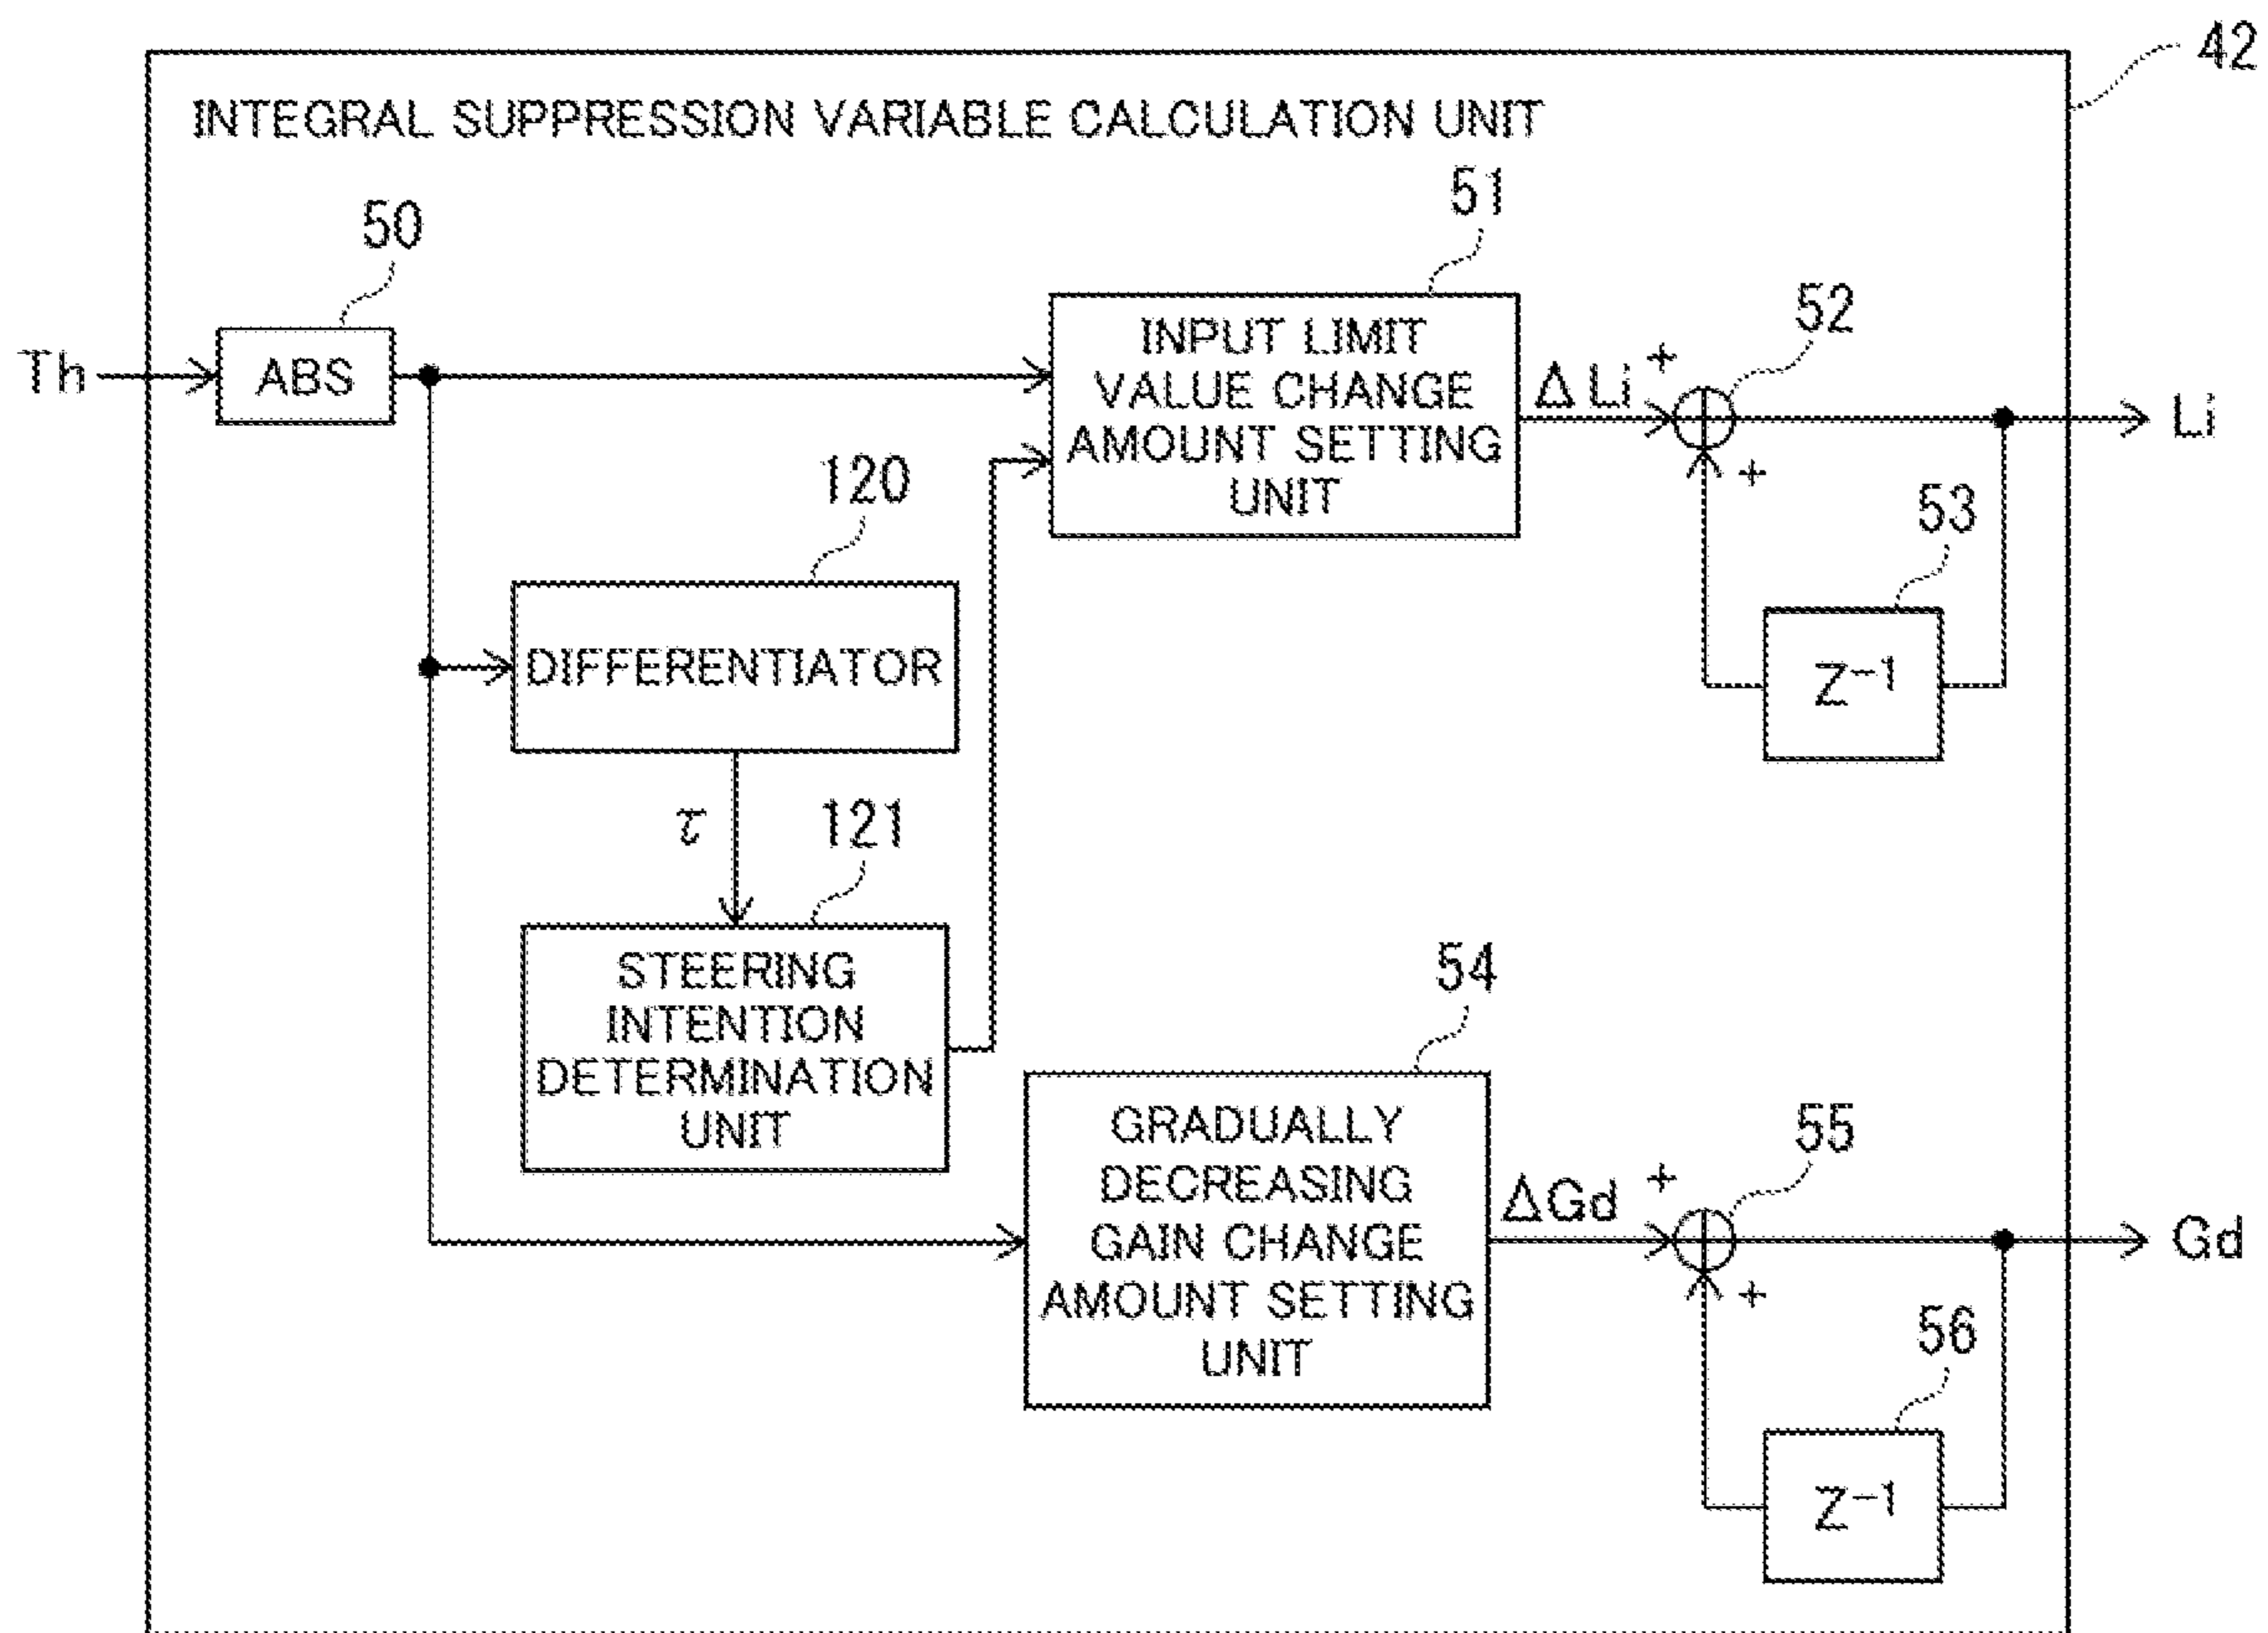 42
INTEGRAL SUPPRESSION VARIABLE CALCULATION UNIT
50
51
52
Th
ABS
INPUT LIMIT
VALUE CHANGE
AMOUNT SETTING
UNIT
ΔLi
+
+
Li
53
Z⁻¹
120
DIFFERENTIATOR
τ
121
STEERING
INTENTION
DETERMINATION
UNIT
54
GRADUALLY
DECREASING
GAIN CHANGE
AMOUNT SETTING
UNIT
ΔGd
+
+
55
Gd
56
Z⁻¹